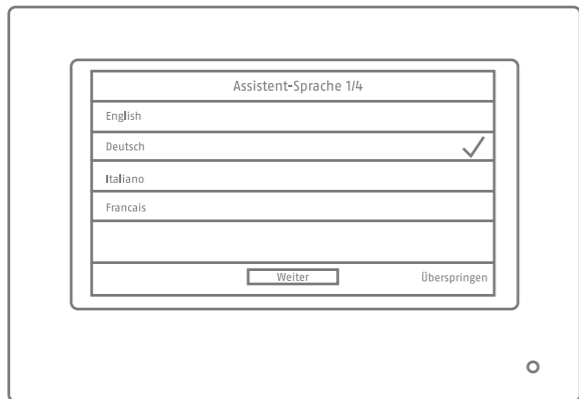 Assistent-Sprache 1/4
English
Deutsch
Italiano
Francais
Weiter Überspringen